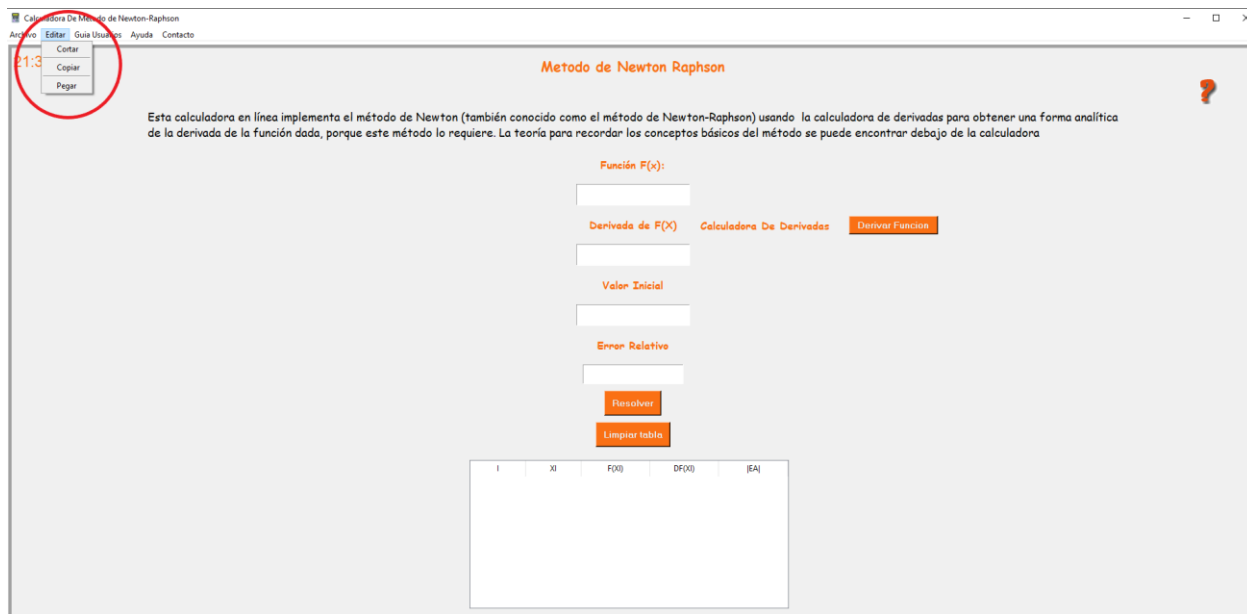 Calculadora De Metodo de Newton-Raphson
Archivo Editar Guia Usuarios Ayuda Contacto
Cortar
Copiar
Pegar
21:3
Metodo de Newton Raphson
?
Esta calculadora en línea implementa el método de Newton (también conocido como el método de Newton-Raphson) usando la calculadora de derivadas para obtener una forma analítica
de la derivada de la función dada, porque este método lo requiere. La teoría para recordar los conceptos básicos del método se puede encontrar debajo de la calculadora
Función F(x):
Derivada de F(X) Calculadora De Derivadas Derivar Funcion
Valor Inicial
Error Relativo
Resolver
Limpiar tabla
I XI F(XI) DF(XI) |EA|